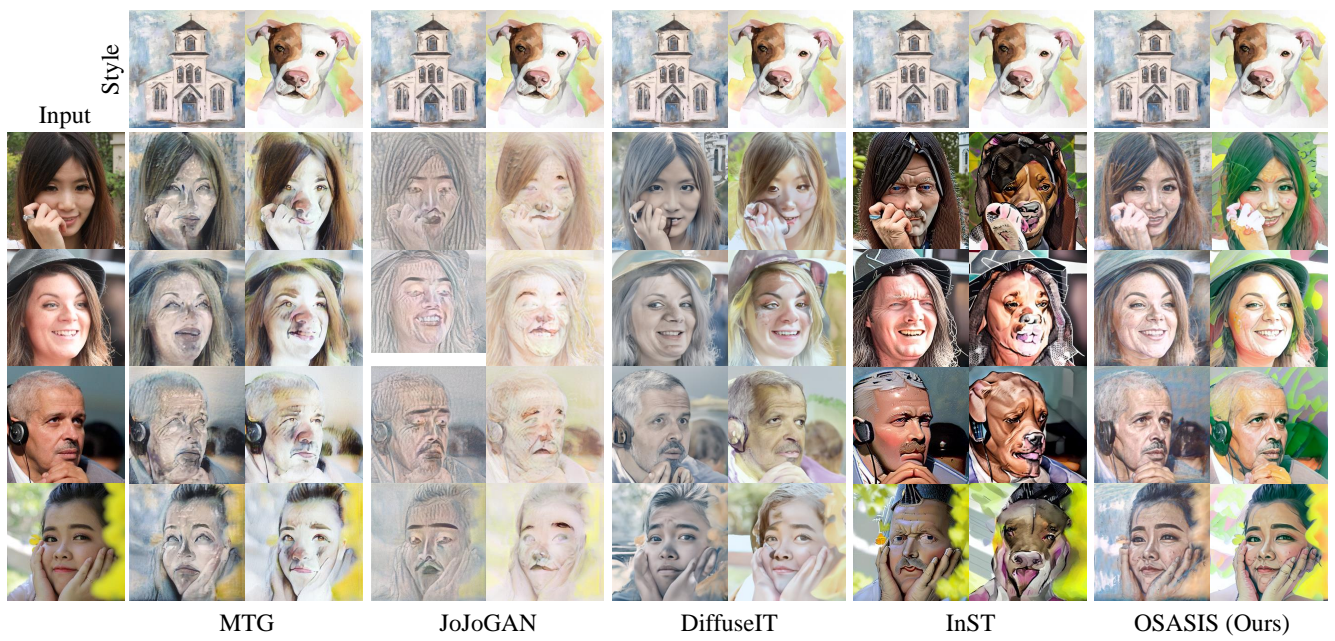 Style
Input
MTG
JoJoGAN
DiffuseIT
InST
OSASIS (Ours)